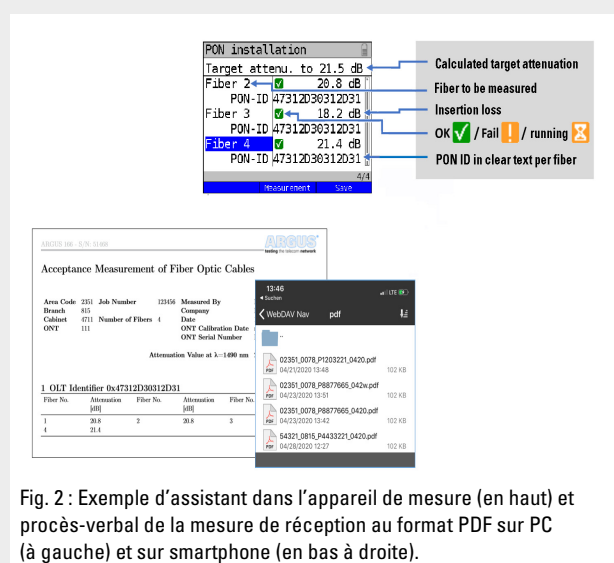 PON installation
Target attenu. to 21.5 dB
Fiber 2 20.8 dB
PON-ID 47312D30312D31
Fiber 3 18.2 dB
PON-ID 47312D30312D31
Fiber 4 21.4 dB
PON-ID 47312D30312D31
4/4
Measurement Save
Calculated target attenuation
Fiber to be measured
Insertion loss
OK / Fail / running
PON ID in clear text per fiber
ARGUS 166 - S/N: 51468
ARGUS
testing the telecom network
Acceptance Measurement of Fiber Optic Cables
Area Code 2351 Job Number 123456 Measured By
Branch 815 Company
Cabinet 4711 Number of Fibers 4 Date
ONT 111 ONT Calibration Date
ONT Serial Number
Attenuation Value at λ=1490 nm
1 OLT Identifier 0x47312D30312D31
Fiber No. Attenuation Fiber No. Attenuation Fiber No.
[dB] [dB]
1 20.8 2 20.8 3
4 21.4
13:46 LTE
Suchen
WebDAV Nav pdf
..
02351_0078_P1203221_0420.pdf
PDF 04/21/2020 13:48 102 KB
02351_0078_P8877665_042w.pdf
PDF 04/23/2020 13:51 102 KB
02351_0078_P8877665_0420.pdf
PDF 04/23/2020 13:42 102 KB
54321_0815_P4433221_0420.pdf
PDF 04/28/2020 12:27 102 KB
Fig. 2 : Exemple d’assistant dans l’appareil de mesure (en haut) et
procès-verbal de la mesure de réception au format PDF sur PC
(à gauche) et sur smartphone (en bas à droite).